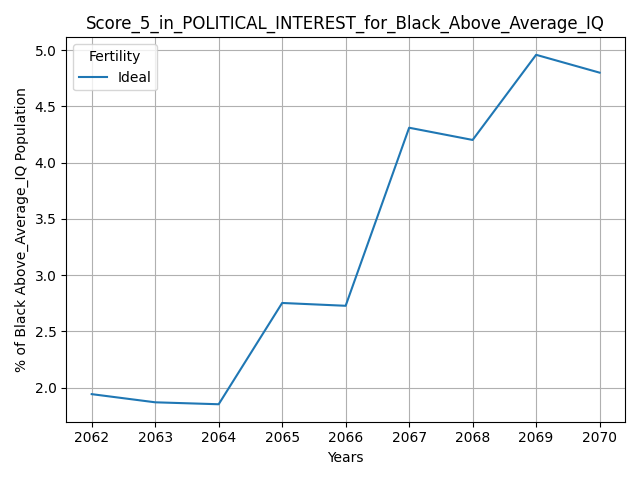 Score_5_in_POLITICAL_INTEREST_for_Black_Above_Average_IQ
Fertility
Ideal
% of Black Above_Average_IQ Population
5.0
4.5
4.0
3.5
3.0
2.5
2.0
2062 2063 2064 2065 2066 2067 2068 2069 2070
Years